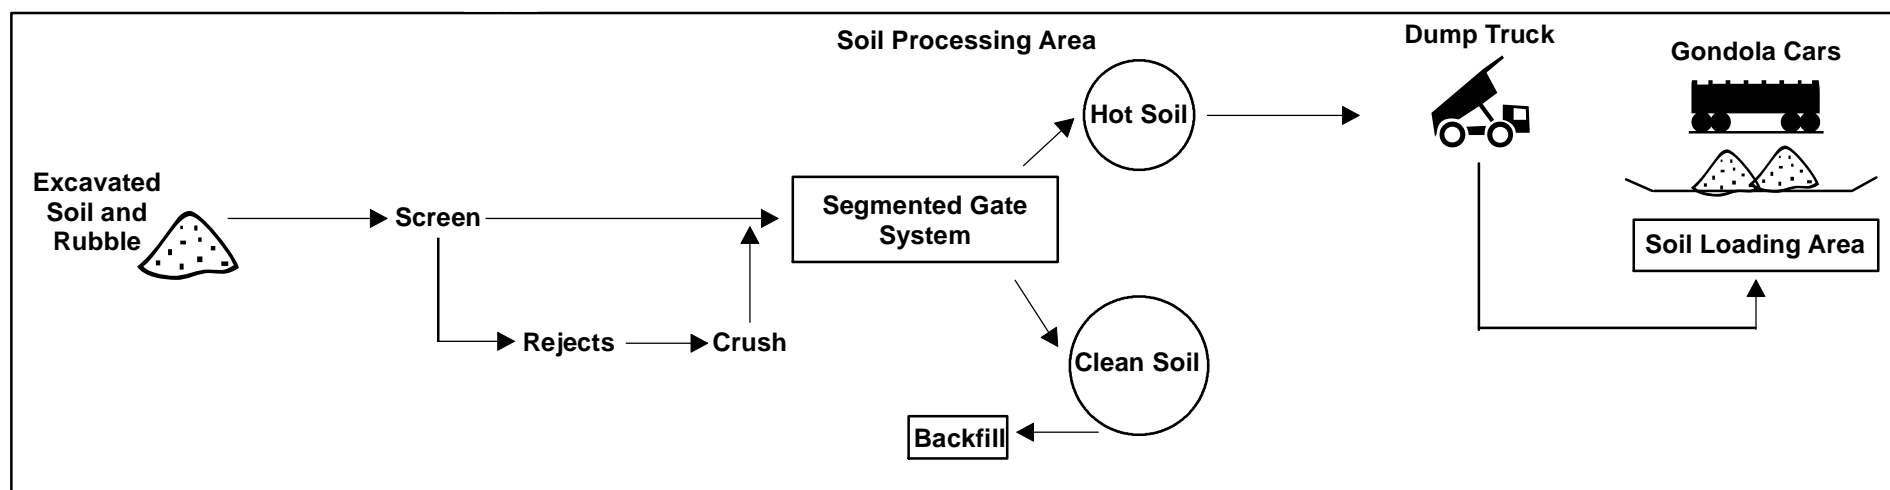 Soil Processing Area
Dump Truck
Gondola Cars
Hot Soil
Excavated
Soil and
Rubble
Screen
Segmented Gate
System
Soil Loading Area
Rejects
Crush
Clean Soil
Backfill